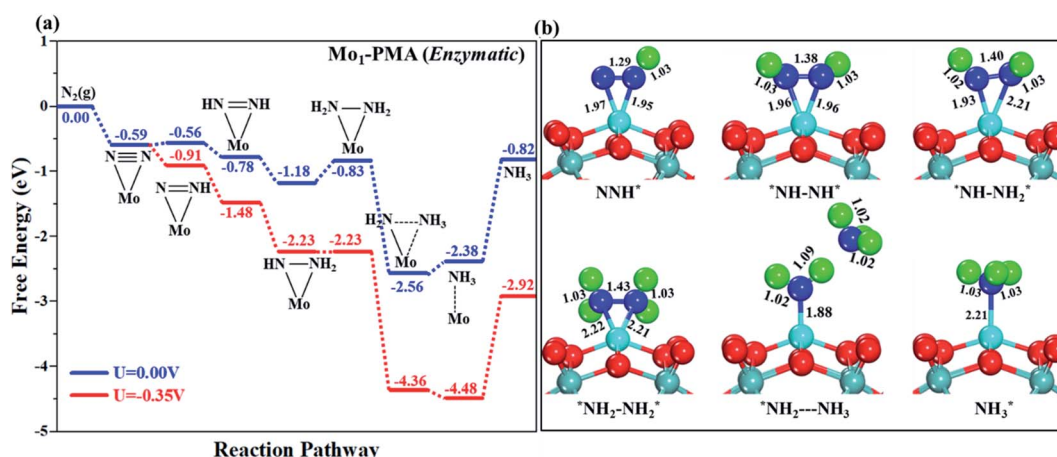 (a)
Mo1-PMA (Enzymatic)
Free Energy (eV)
1
0
-1
-2
-3
-4
-5
N2(g)
0.00
-0.59
-0.56
-0.78
-1.18
-0.83
-2.56
-2.38
-0.82
NH3
-0.91
-1.48
-2.23
-2.23
-4.36
-4.48
-2.92
N N
Mo
N NH
Mo
HN NH
Mo
HN NH2
Mo
H2N NH2
Mo
H2N NH3
Mo
NH3
Mo
U=0.00V
U=-0.35V
Reaction Pathway
(b)
1.29
1.03
1.97
1.95
NNH*
1.38
1.03
1.03
1.96
1.96
*NH-NH*
1.40
1.02
1.03
1.93
2.21
*NH-NH2*
1.43
1.03
1.03
2.22
2.21
*NH2-NH2*
1.02
1.02
1.09
1.02
1.88
*NH2---NH3
1.03
1.03
2.21
NH3*